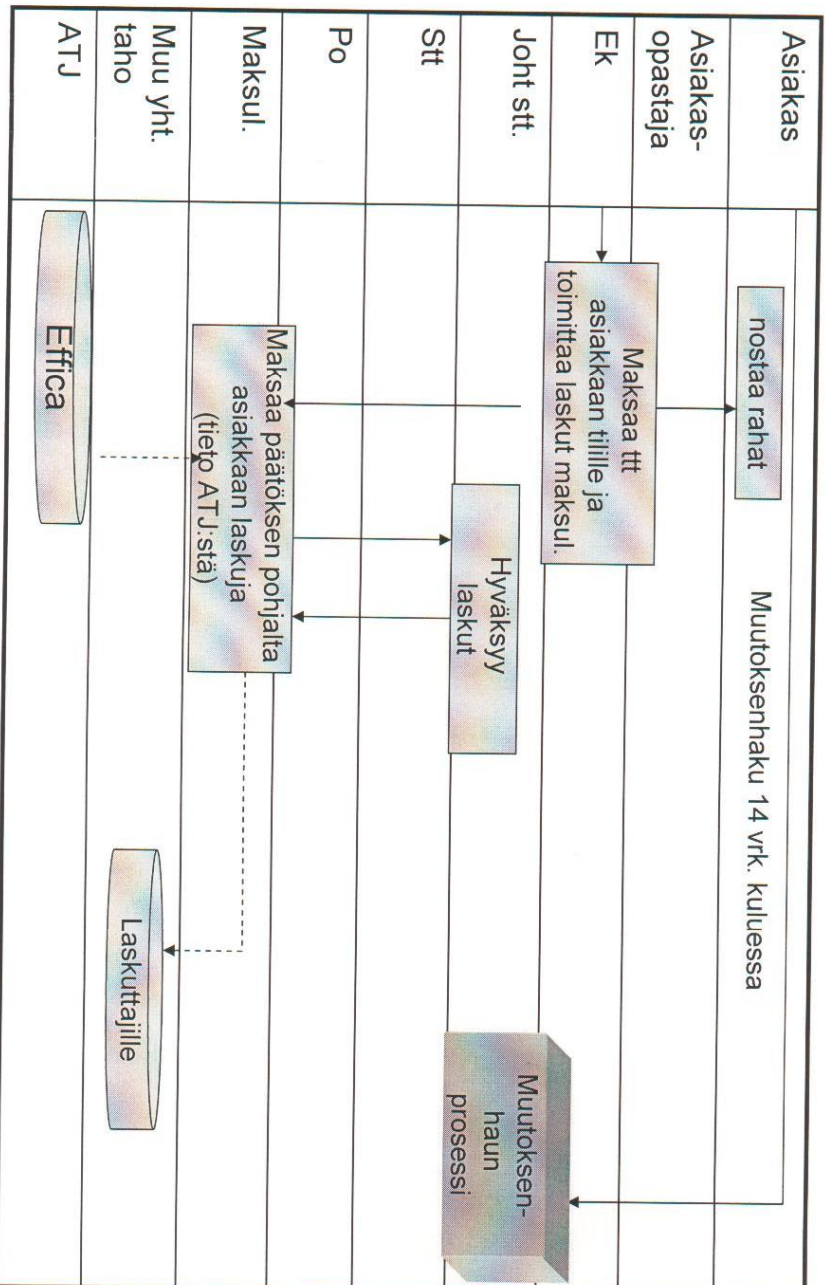 Asiakas
Asiakas-
opastaja
Ek
Joht stt.
Stt
Po
Maksul.
Muu yht.
taho
ATJ
nostaa rahat
Muutoksenhaku 14 vrk. kuluessa
Maksaa ttt
asiakkaan tilille ja
toimittaa laskut maksul.
Hyväksyy
laskut
Muutoksen-
haun
prosessi
Maksaa päätöksen pohjalta
asiakkaan laskuja
(tieto ATJ:stä)
Laskuttajille
Effica